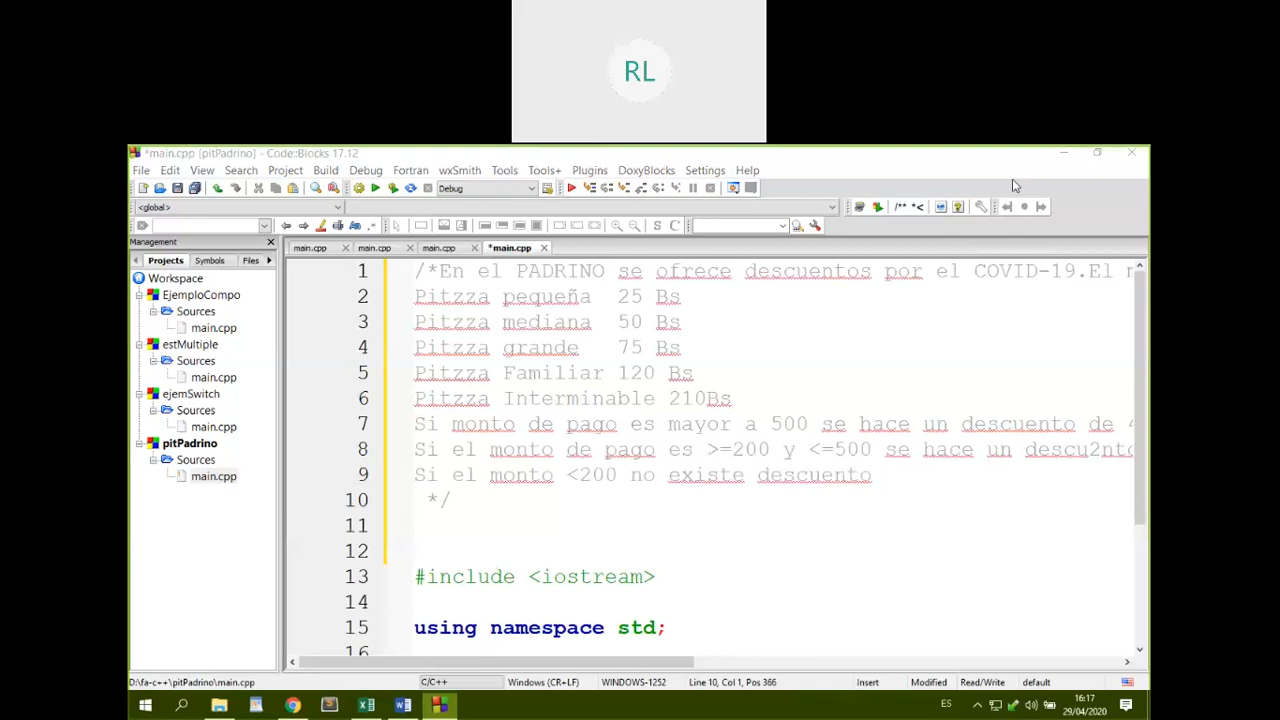 RL
*main.cpp [pitPadrino] - Code::Blocks 17.12
File Edit View Search Project Build Debug Fortran wxSmith Tools Tools+ Plugins DoxyBlocks Settings Help
Debug
<global>
/** *<
Management
main.cpp main.cpp main.cpp *main.cpp
Projects Symbols Files
Workspace
EjemploCompo
Sources
main.cpp
estMultiple
Sources
main.cpp
ejemSwitch
Sources
main.cpp
pitPadrino
Sources
main.cpp
1 /*En el PADRINO se ofrece descuentos por el COVID-19.El
2 Pitzza pequeña 25 Bs
3 Pitzza mediana 50 Bs
4 Pitzza grande 75 Bs
5 Pitzza Familiar 120 Bs
6 Pitzza Interminable 210Bs
7 Si monto de pago es mayor a 500 se hace un descuento de
8 Si el monto de pago es >=200 y <=500 se hace un descu2nto
9 Si el monto <200 no existe descuento
10 */
11
12
13 #include <iostream>
14
15 using namespace std;
16
D:\fa-c++\pitPadrino\main.cpp C/C++ Windows (CR+LF) WINDOWS-1252 Line 10, Col 1, Pos 366 Insert Modified Read/Write default
ES 16:17
29/04/2020